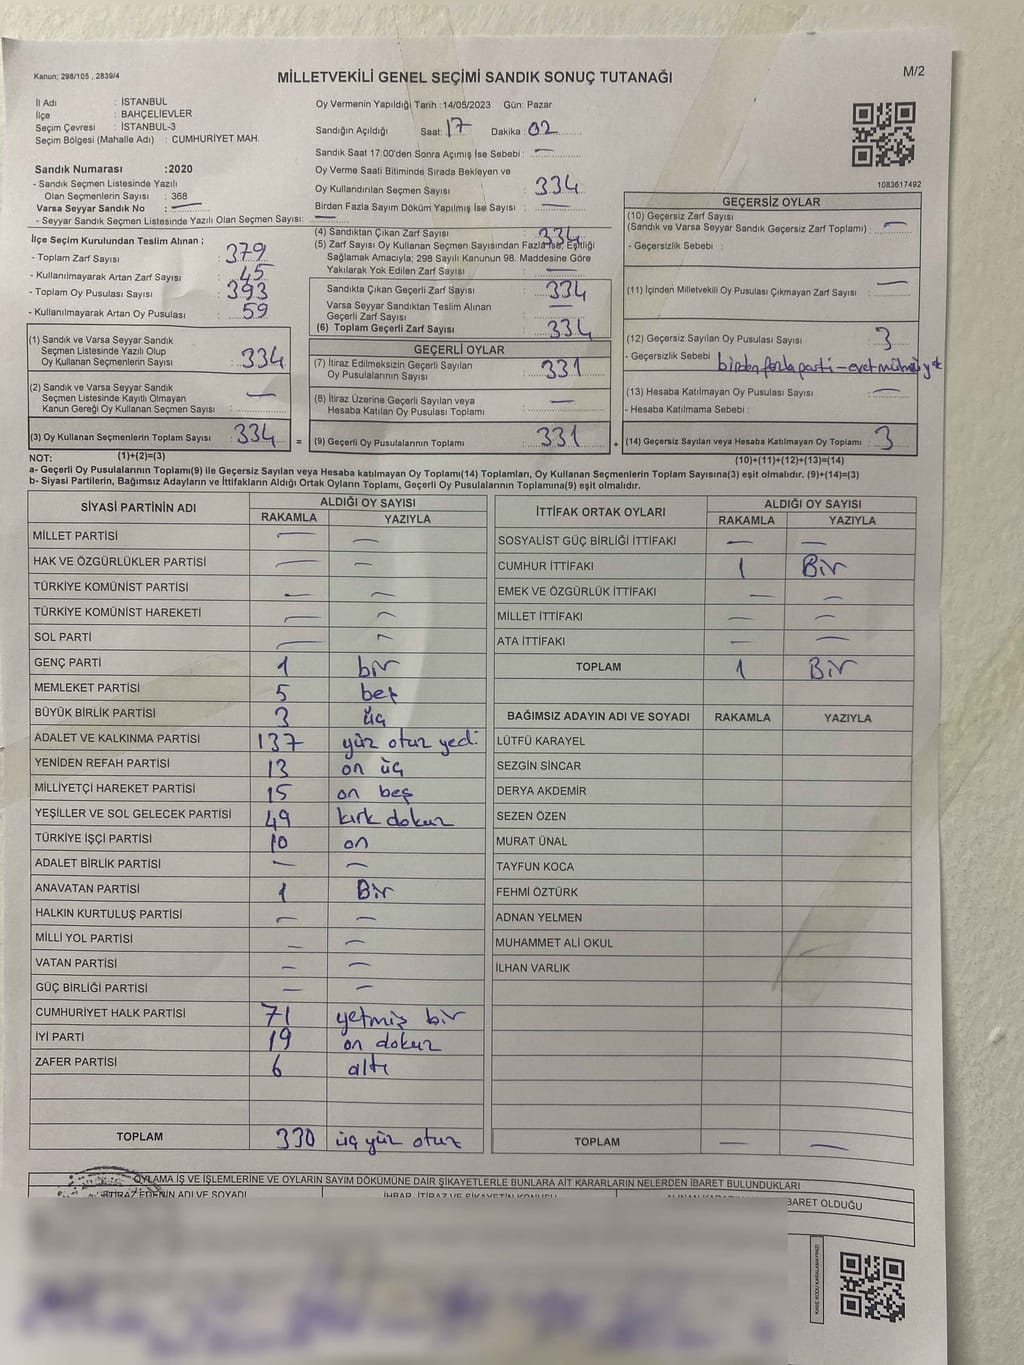 Kanun; 298/105 , 2839/4
MİLLETVEKİLİ GENEL SEÇİMİ SANDIK SONUÇ TUTANAĞI
M/2
İl Adı : İSTANBUL
İlçe : BAHÇELİEVLER
Seçim Çevresi : İSTANBUL-3
Seçim Bölgesi (Mahalle Adı) : CUMHURİYET MAH.
Oy Vermenin Yapıldığı Tarih :14/05/2023 Gün: Pazar
Sandığın Açıldığı Saat: 17 Dakika : 02
Sandık Saat 17:00'den Sonra Açımış İse Sebebi : —
Sandık Numarası :2020
- Sandık Seçmen Listesinde Yazılı
Olan Seçmenlerin Sayısı : 368
Varsa Seyyar Sandık No : —
- Seyyar Sandık Seçmen Listesinde Yazılı Olan Seçmen Sayısı: —
Oy Verme Saati Bitiminde Sırada Bekleyen ve
Oy Kullandırılan Seçmen Sayısı : 334
Birden Fazla Sayım Döküm Yapılmış İse Sayısı : —
1083617492
İlçe Seçim Kurulundan Teslim Alınan ;
- Toplam Zarf Sayısı : 379
- Kullanılmayarak Artan Zarf Sayısı : 45
- Toplam Oy Pusulası Sayısı : 393
- Kullanılmayarak Artan Oy Pusulası : 59
(4) Sandıktan Çıkan Zarf Sayısı : 334
(5) Zarf Sayısı Oy Kullanan Seçmen Sayısından Fazla İse, Eşitliği
Sağlamak Amacıyla; 298 Sayılı Kanunun 98. Maddesine Göre
Yakılarak Yok Edilen Zarf Sayısı : —
Sandıkta Çıkan Geçerli Zarf Sayısı : 334
Varsa Seyyar Sandıktan Teslim Alınan
Geçerli Zarf Sayısı : —
(6) Toplam Geçerli Zarf Sayısı : 334
GEÇERSİZ OYLAR
(10) Geçersiz Zarf Sayısı
(Sandık ve Varsa Seyyar Sandık Geçersiz Zarf Toplamı) : —
- Geçersizlik Sebebi :
(11) İçinden Milletvekili Oy Pusulası Çıkmayan Zarf Sayısı : —
(1) Sandık ve Varsa Seyyar Sandık
Seçmen Listesinde Yazılı Olup
Oy Kullanan Seçmenlerin Sayısı : 334
(2) Sandık ve Varsa Seyyar Sandık
Seçmen Listesinde Kayıtlı Olmayan
Kanun Gereği Oy Kullanan Seçmen Sayısı : —
(3) Oy Kullanan Seçmenlerin Toplam Sayısı : 334 =
GEÇERLİ OYLAR
(7) İtiraz Edilmeksizin Geçerli Sayılan
Oy Pusulalarının Sayısı : 331
(8) İtiraz Üzerine Geçerli Sayılan veya
Hesaba Katılan Oy Pusulası Toplamı : —
(9) Geçerli Oy Pusulalarının Toplamı : 331 +
(12) Geçersiz Sayılan Oy Pusulası Sayısı : 3
- Geçersizlik Sebebi birden fazla parti – evet
(13) Hesaba Katılmayan Oy Pusulası Sayısı : —
- Hesaba Katılmama Sebebi :
(14) Geçersiz Sayılan veya Hesaba Katılmayan Oy Toplamı : 3
NOT: (1)+(2)=(3)
(10)+(11)+(12)+(13)=(14)
a- Geçerli Oy Pusulalarının Toplamı(9) ile Geçersiz Sayılan veya Hesaba katılmayan Oy Toplamı(14) Toplamları, Oy Kullanan Seçmenlerin Toplam Sayısına(3) eşit olmalıdır. (9)+(14)=(3)
b- Siyasi Partilerin, Bağımsız Adayların ve İttifakların Aldığı Ortak Oyların Toplamı, Geçerli Oy Pusulalarının Toplamına(9) eşit olmalıdır.
SİYASİ PARTİNİN ADI ALDIĞI OY SAYISI
RAKAMLA YAZIYLA
MİLLET PARTİSİ — —
HAK VE ÖZGÜRLÜKLER PARTİSİ — —
TÜRKİYE KOMÜNİST PARTİSİ — —
TÜRKİYE KOMÜNİST HAREKETİ — —
SOL PARTİ — —
GENÇ PARTİ 1 bir
MEMLEKET PARTİSİ 5 beş
BÜYÜK BİRLİK PARTİSİ 3 üç
ADALET VE KALKINMA PARTİSİ 137 yüz otuz yedi
YENİDEN REFAH PARTİSİ 13 on üç
MİLLİYETÇİ HAREKET PARTİSİ 15 on beş
YEŞİLLER VE SOL GELECEK PARTİSİ 49 kırk dokuz
TÜRKİYE İŞÇİ PARTİSİ 10 on
ADALET BİRLİK PARTİSİ — —
ANAVATAN PARTİSİ 1 Bir
HALKIN KURTULUŞ PARTİSİ — —
MİLLİ YOL PARTİSİ — —
VATAN PARTİSİ — —
GÜÇ BİRLİĞİ PARTİSİ — —
CUMHURİYET HALK PARTİSİ 71 yetmiş bir
İYİ PARTİ 19 on dokuz
ZAFER PARTİSİ 6 altı
TOPLAM 330 üç yüz otuz
İTTİFAK ORTAK OYLARI ALDIĞI OY SAYISI
RAKAMLA YAZIYLA
SOSYALİST GÜÇ BİRLİĞİ İTTİFAKI — —
CUMHUR İTTİFAKI 1 Bir
EMEK VE ÖZGÜRLÜK İTTİFAKI — —
MİLLET İTTİFAKI — —
ATA İTTİFAKI — —
TOPLAM 1 Bir
BAĞIMSIZ ADAYIN ADI VE SOYADI RAKAMLA YAZIYLA
LÜTFÜ KARAYEL
SEZGİN SİNCAR
DERYA AKDEMİR
SEZEN ÖZEN
MURAT ÜNAL
TAYFUN KOCA
FEHMİ ÖZTÜRK
ADNAN YELMEN
MUHAMMET ALİ OKUL
İLHAN VARLIK
TOPLAM — —
OYLAMA İŞ VE İŞLEMLERİNE VE OYLARIN SAYIM DÖKÜMÜNE DAİR ŞİKAYETLERLE BUNLARA AİT KARARLARIN NELERDEN İBARET BULUNDUKLARI
İTİRAZ EDENİN ADI VE SOYADI
İHBAR, İTİRAZ VE ŞİKAYETİN KONUSU
BARET OLDUĞU